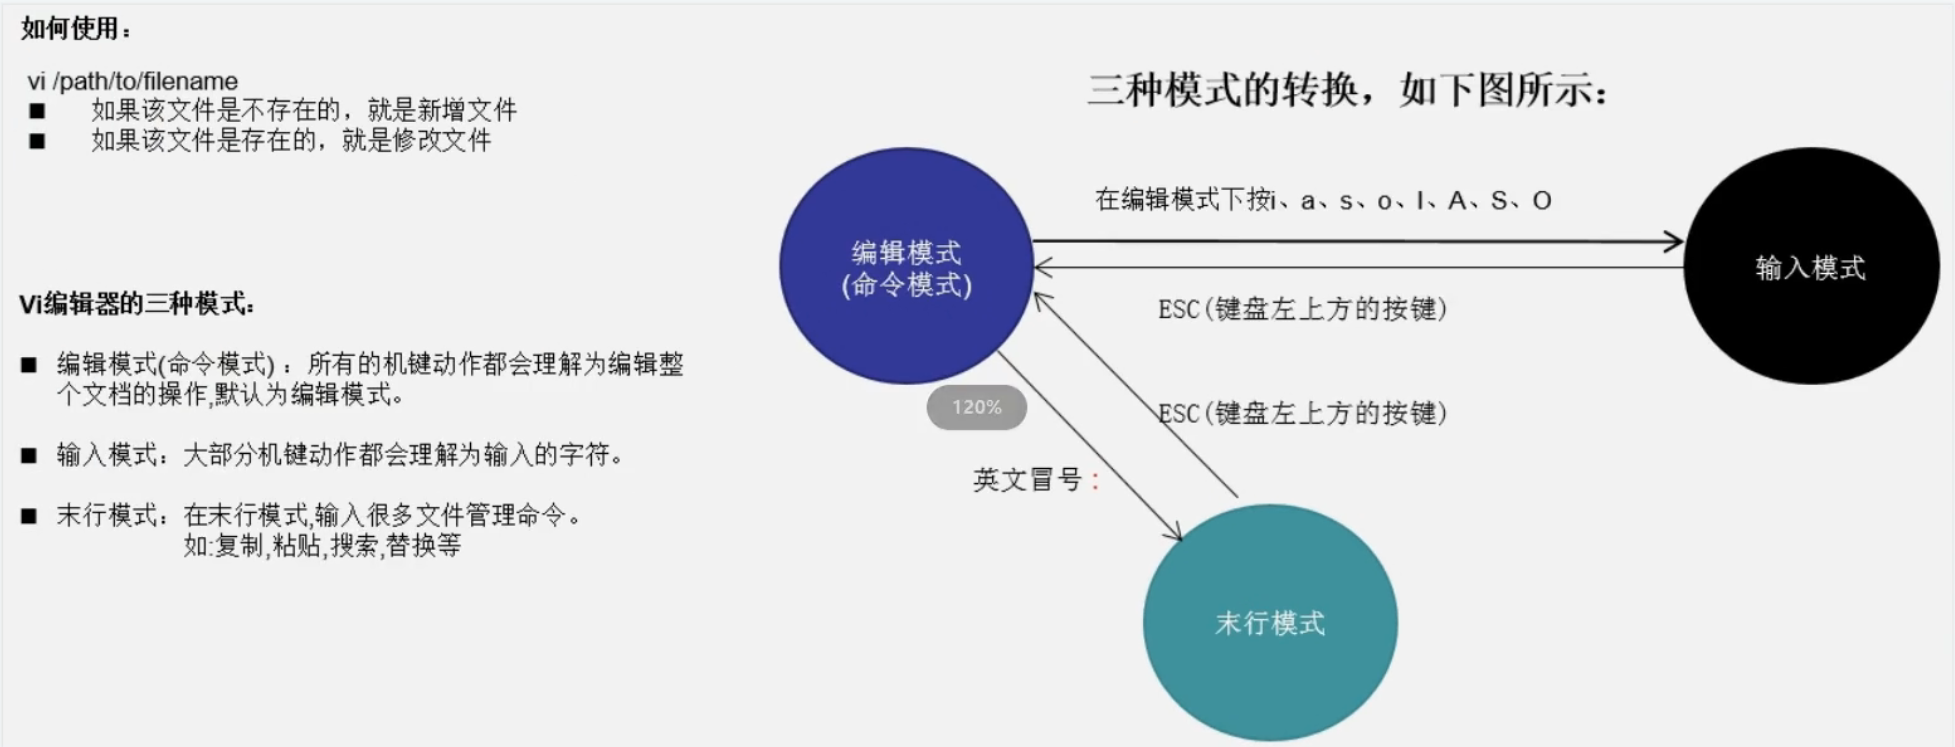 如何使用：
vi /path/to/filename
■ 如果该文件是不存在的，就是新增文件
■ 如果该文件是存在的，就是修改文件
Vi编辑器的三种模式：
■ 编辑模式(命令模式)：所有的机键动作都会理解为编辑整
个文档的操作,默认为编辑模式。
■ 输入模式：大部分机键动作都会理解为输入的字符。
■ 末行模式：在末行模式,输入很多文件管理命令。
如:复制,粘贴,搜索,替换等
三种模式的转换，如下图所示：
在编辑模式下按i、a、s、o、I、A、S、O
编辑模式
(命令模式)
输入模式
ESC(键盘左上方的按键)
120%
ESC(键盘左上方的按键)
英文冒号：
末行模式